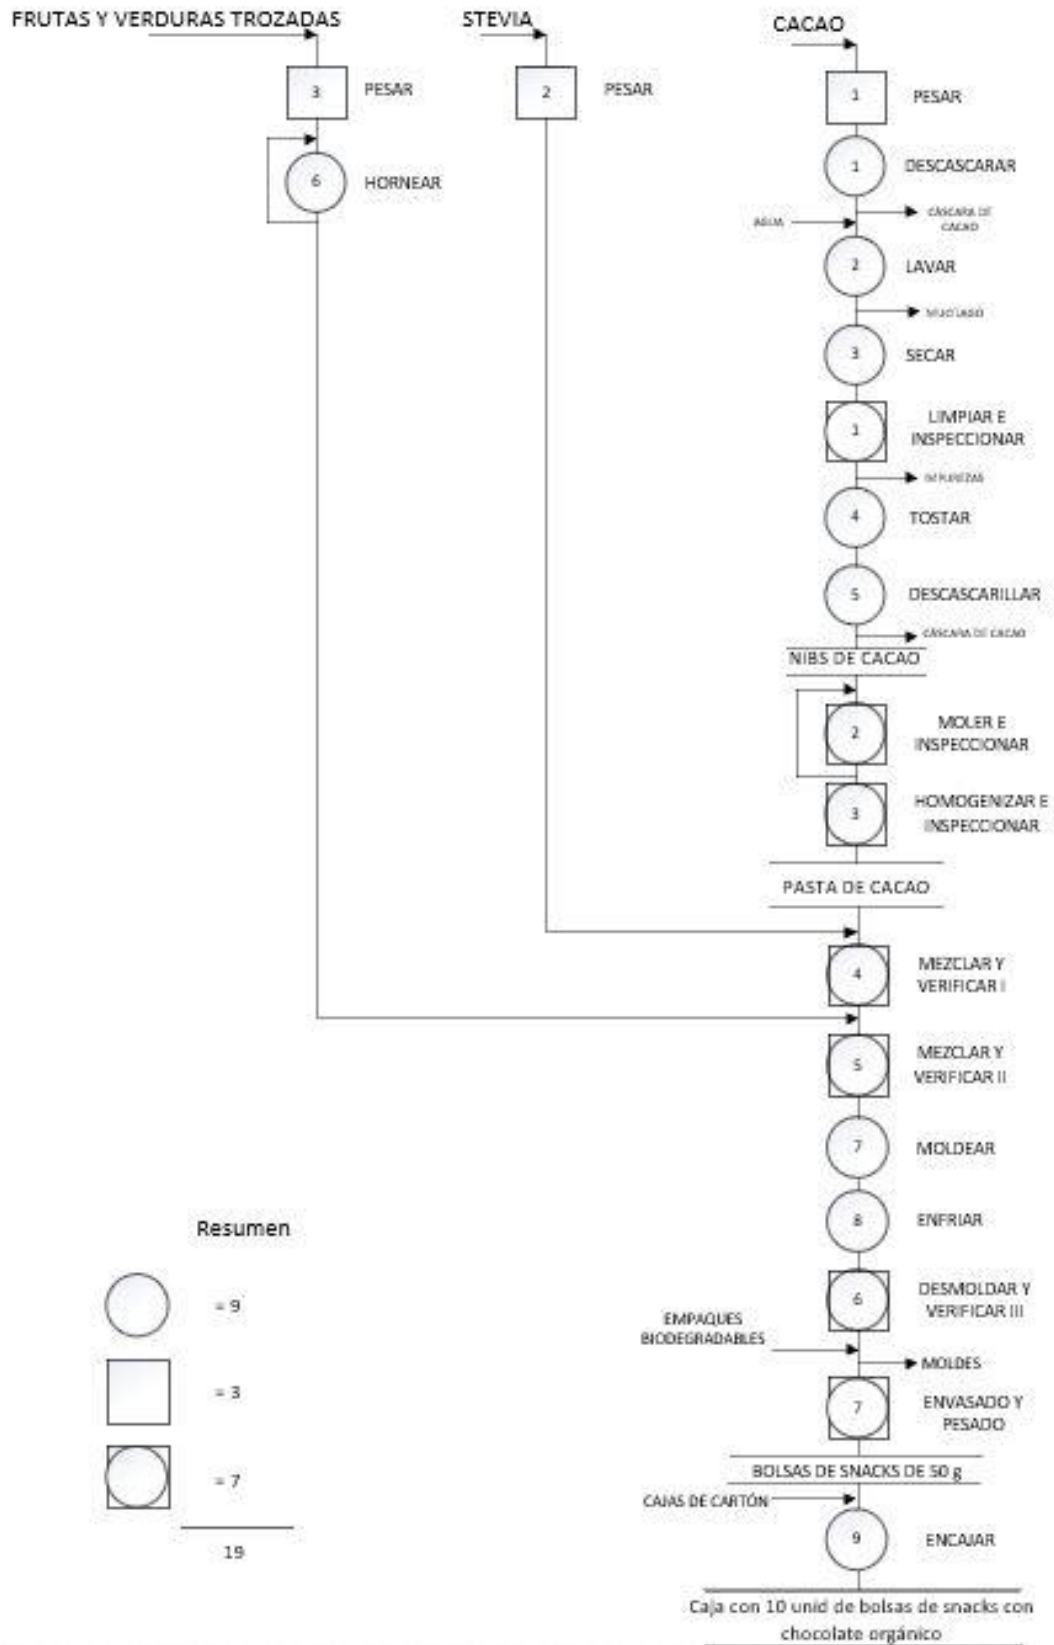 FRUTAS Y VERDURAS TROZADAS
3
PESAR
6
HORNEAR
STEVIA
2
PESAR
CACAO
1
PESAR
1
DESCASCARAR
CÁSCARA DE
CACAO
AGUA
2
LAVAR
MUCÍLAGO
3
SECAR
1
LIMPIAR E
INSPECCIONAR
IMPUREZAS
4
TOSTAR
5
DESCASCARILLAR
CÁSCARA DE CACAO
NIBS DE CACAO
2
MOLER E
INSPECCIONAR
3
HOMOGENIZAR E
INSPECCIONAR
PASTA DE CACAO
4
MEZCLAR Y
VERIFICAR I
5
MEZCLAR Y
VERIFICAR II
7
MOLDEAR
8
ENFRIAR
6
DESMOLDAR Y
VERIFICAR III
EMPAQUES
BIODEGRADABLES
MOLDES
7
ENVASADO Y
PESADO
BOLSAS DE SNACKS DE 50 g
CAJAS DE CARTÓN
9
ENCAJAR
Caja con 10 unid de bolsas de snacks con
chocolate orgánico
Resumen
= 9
= 3
= 7
19